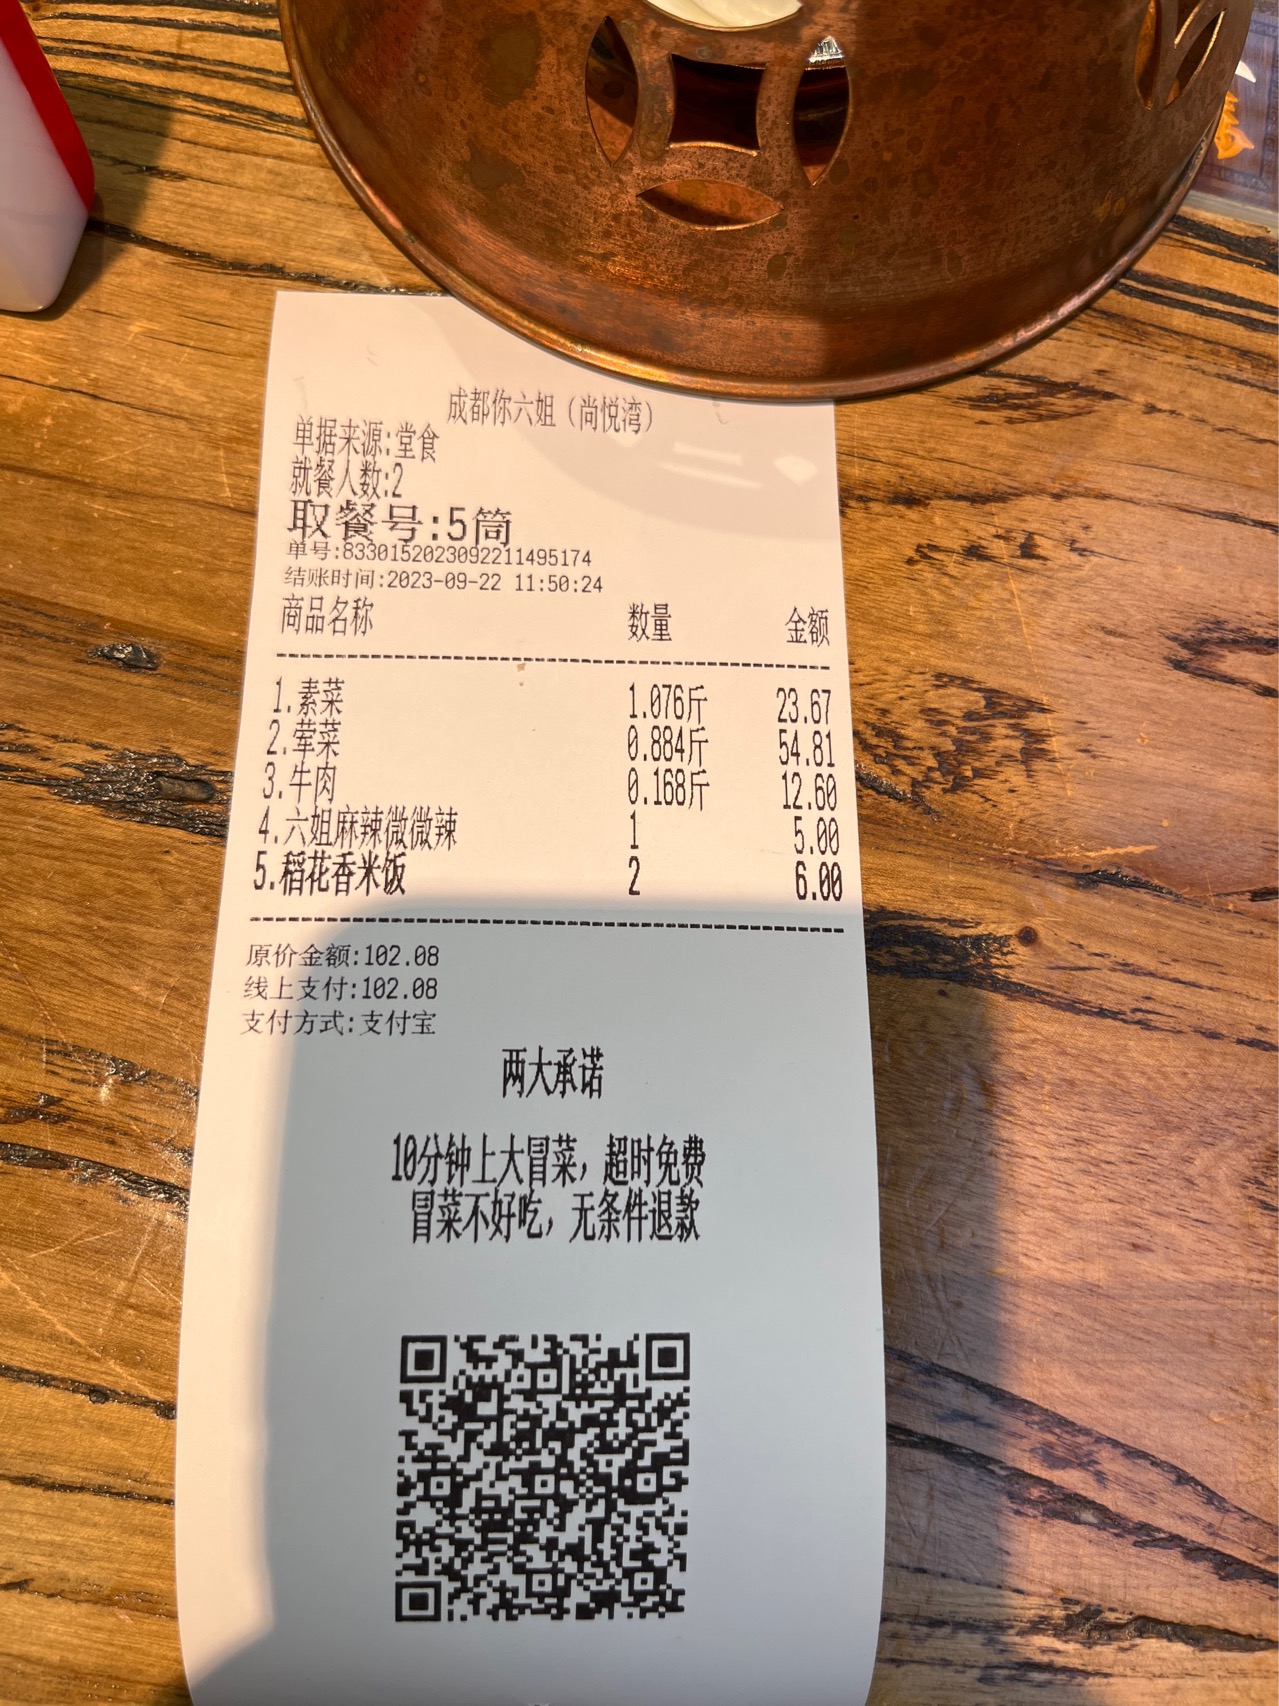 成都你六姐（尚悦湾）
单据来源:堂食
就餐人数:2
取餐号:5筒
单号:8330152023092211495174
结账时间:2023-09-22 11:50:24
商品名称 数量 金额
1.素菜 1.076斤 23.67
2.荤菜 0.884斤 54.81
3.牛肉 0.168斤 12.60
4.六姐麻辣微微辣 1 5.00
5.稻花香米饭 2 6.00
原价金额:102.08
线上支付:102.08
支付方式:支付宝
两大承诺
10分钟上大冒菜，超时免费
冒菜不好吃，无条件退款